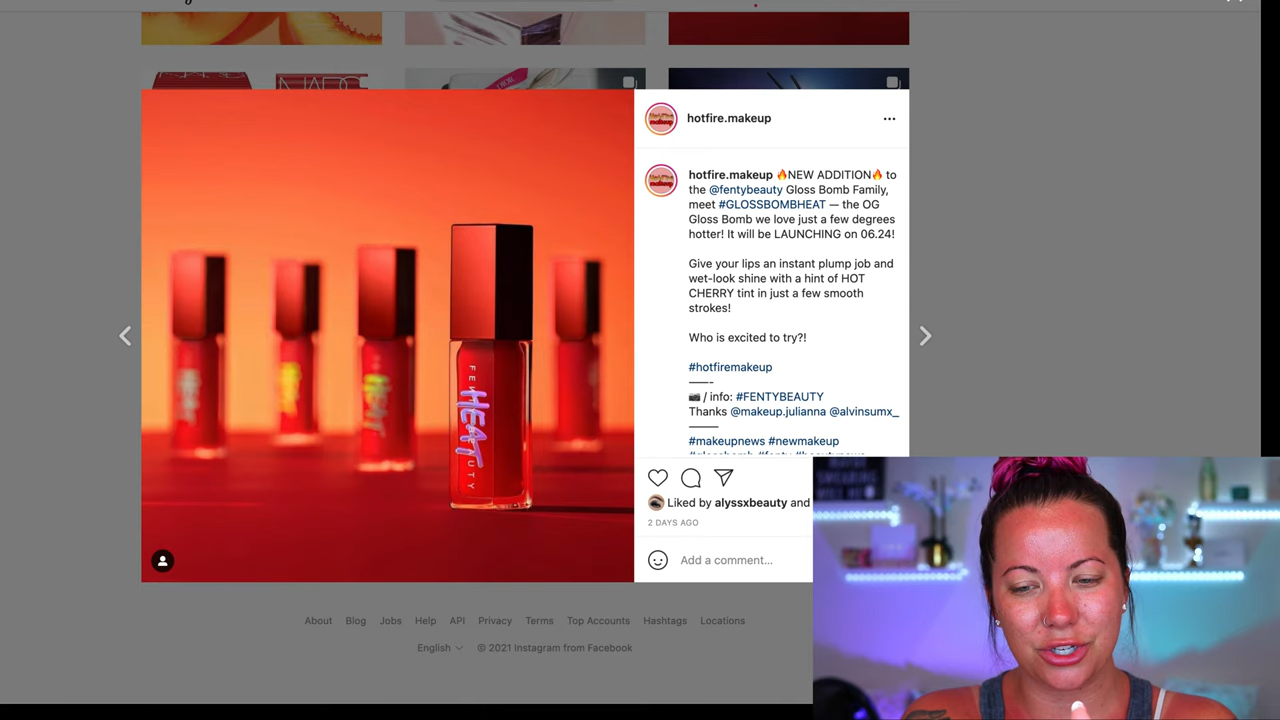 NARS
NARS
hotfire.makeup
hotfire.makeup 🔥NEW ADDITION🔥 to
the @fentybeauty Gloss Bomb Family,
meet #GLOSSBOMBHEAT — the OG
Gloss Bomb we love just a few degrees
hotter! It will be LAUNCHING on 06.24!
Give your lips an instant plump job and
wet-look shine with a hint of HOT
CHERRY tint in just a few smooth
strokes!
Who is excited to try?!
#hotfiremakeup
——-
📷 / info: #FENTYBEAUTY
Thanks @makeup.julianna @alvinsumx_
——
#makeupnews #newmakeup
HEAT
Liked by alyssxbeauty and
2 DAYS AGO
Add a comment...
About Blog Jobs Help API Privacy Terms Top Accounts Hashtags Locations
English © 2021 Instagram from Facebook